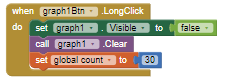 when graph1Btn .LongClick
do set graph1 . Visible to false
call graph1 .Clear
set global count to 30